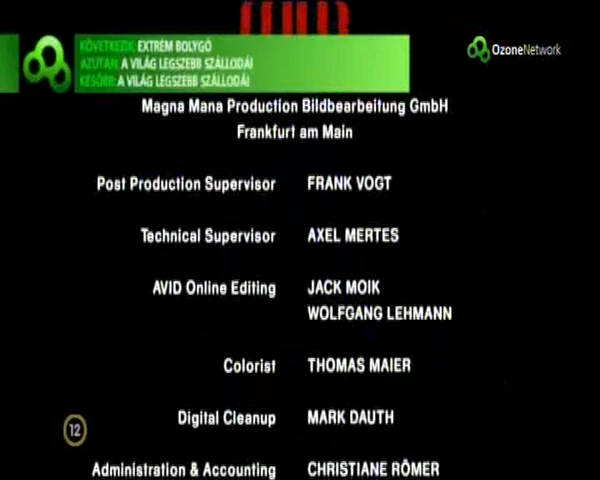 KÖVETKEZIK: EXTRÉM BOLYGÓ
AZUTÁN: A VILÁG LEGSZEBB SZÁLLODÁI
KÉSŐBB: A VILÁG LEGSZEBB SZÁLLODÁI
OzoneNetwork
Magna Mana Production Bildbearbeitung GmbH
Frankfurt am Main
Post Production Supervisor FRANK VOGT
Technical Supervisor AXEL MERTES
AVID Online Editing JACK MOIK
WOLFGANG LEHMANN
Colorist THOMAS MAIER
Digital Cleanup MARK DAUTH
12
Administration & Accounting CHRISTIANE RÖMER